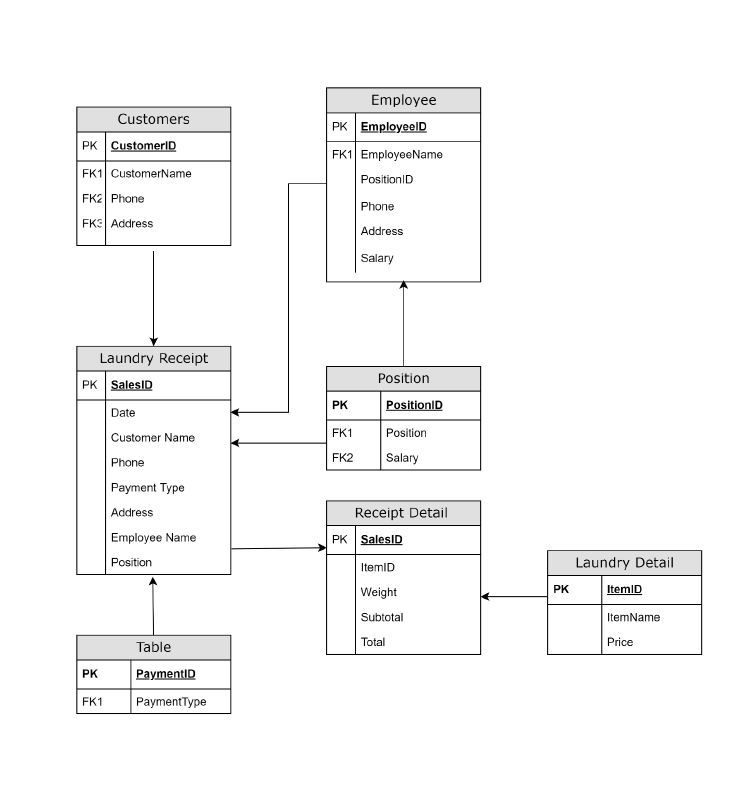 Customers
PK CustomerID
FK1 CustomerName
FK2 Phone
FK3 Address
Employee
PK EmployeeID
FK1 EmployeeName
PositionID
Phone
Address
Salary
Laundry Receipt
PK SalesID
Date
Customer Name
Phone
Payment Type
Address
Employee Name
Position
Position
PK PositionID
FK1 Position
FK2 Salary
Receipt Detail
PK SalesID
ItemID
Weight
Subtotal
Total
Laundry Detail
PK ItemID
ItemName
Price
Table
PK PaymentID
FK1 PaymentType